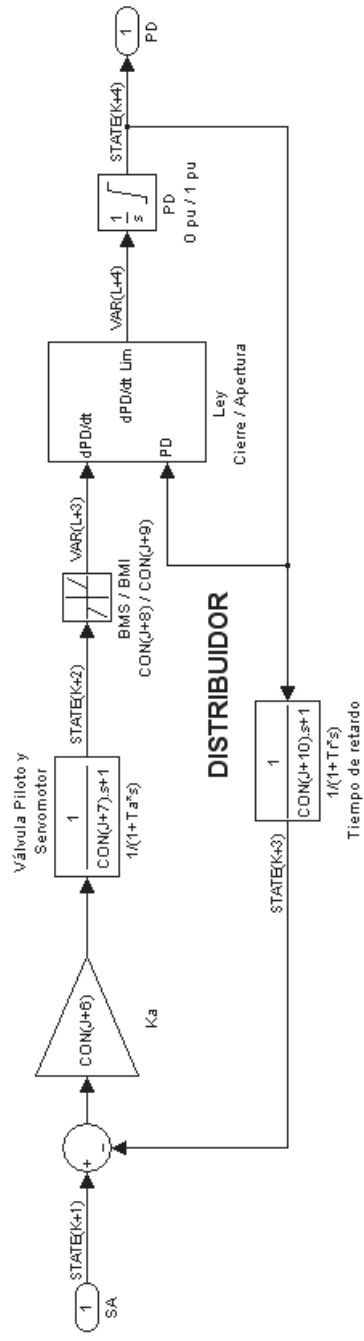 1
SA
STATE(K+1)
+
-
CON(J+6)
Ka
Válvula Piloto y
Servomotor
1
CON(J+7).s+1
1/(1+Ta*s)
STATE(K+2)
BMS / BMI
CON(J+8) / CON(J+9)
VAR(L+3)
dPD/dt
dPD/dt Lim
PD
Ley
Cierre / Apertura
VAR(L+4)
1
s
PD
0 pu / 1 pu
STATE(K+4)
1
PD
DISTRIBUIDOR
STATE(K+3)
1
CON(J+10).s+1
1/(1+Tr*s)
Tiempo de retardo